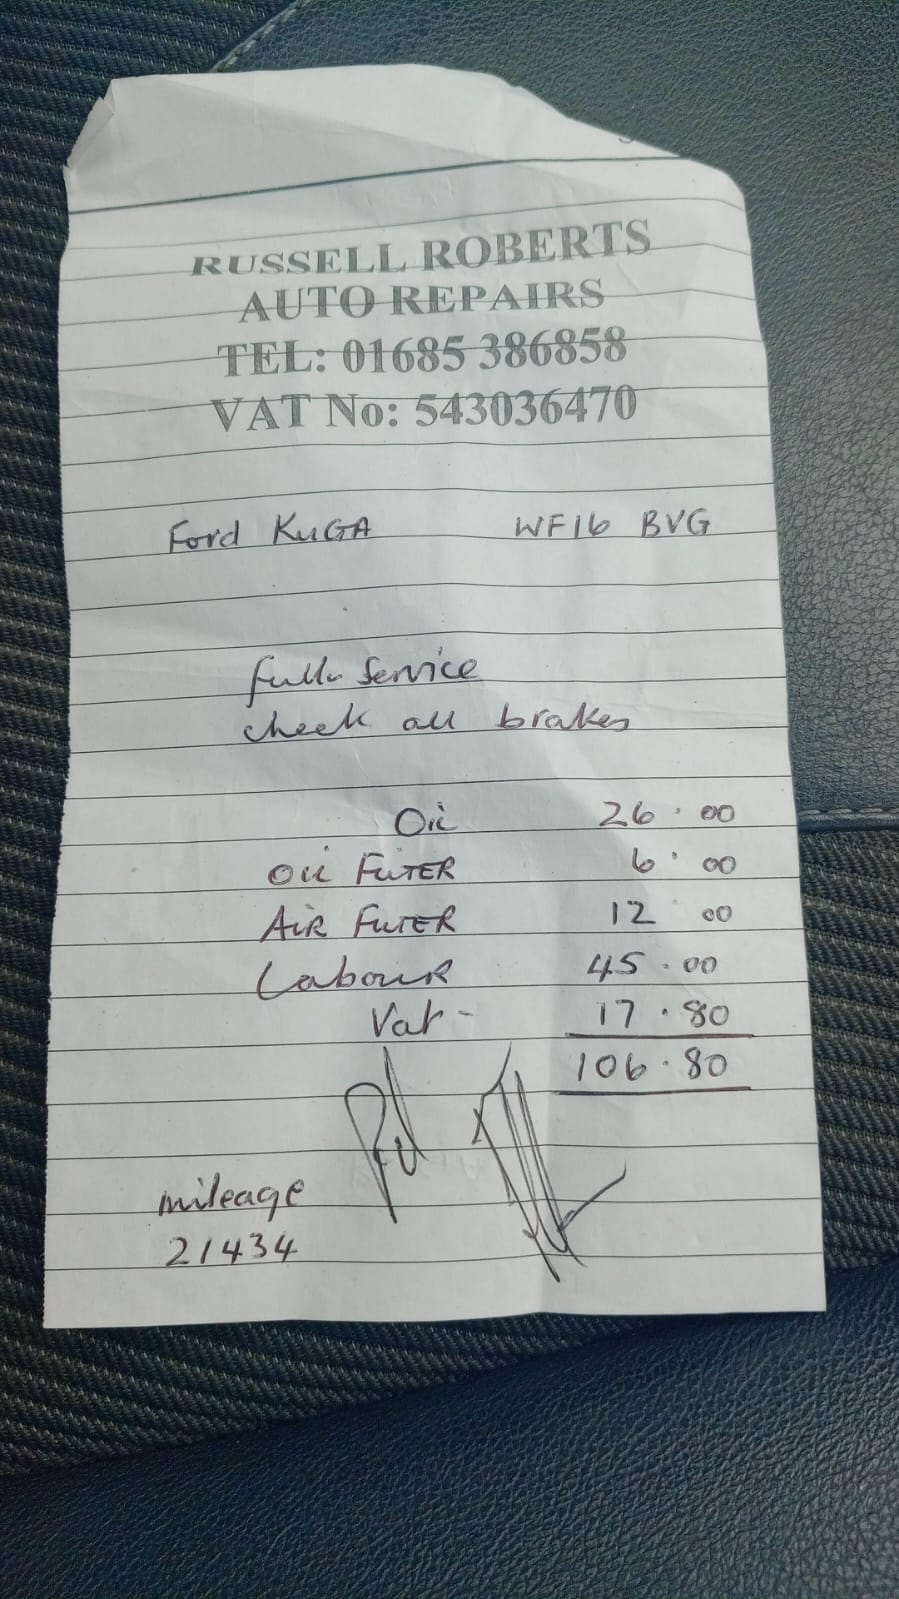 RUSSELL ROBERTS
AUTO REPAIRS
TEL: 01685 386858
VAT No: 543036470
Ford KUGA WF16 BVG
full Service
check all brakes
Oil 26.00
OIL FILTER 6.00
AIR FILTER 12 00
Labour 45.00
Vat - 17.80
106.80
mileage
21434